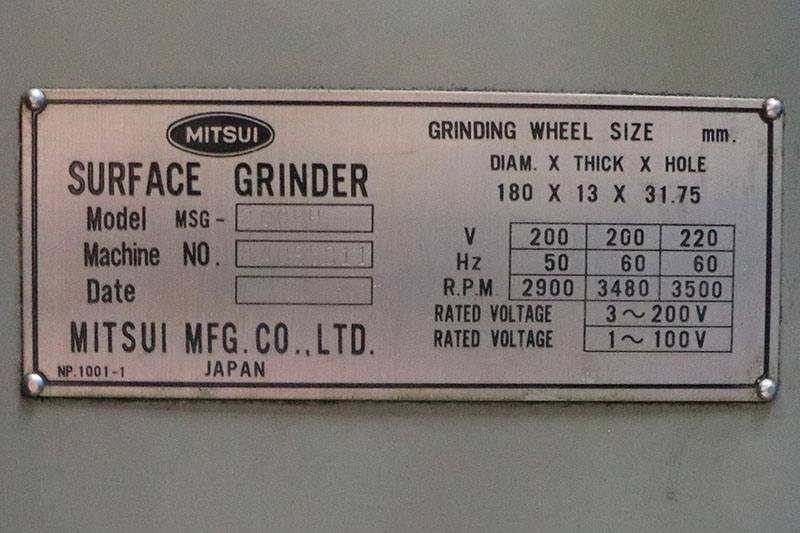 MITSUI
SURFACE GRINDER
Model MSG-
Machine NO.
Date
MITSUI MFG.CO.,LTD.
JAPAN
NP.1001-1
GRINDING WHEEL SIZE mm.
DIAM. X THICK X HOLE
180 X 13 X 31.75
V 200 200 220
Hz 50 60 60
R.P.M 2900 3480 3500
RATED VOLTAGE 3～200V
RATED VOLTAGE 1～100V